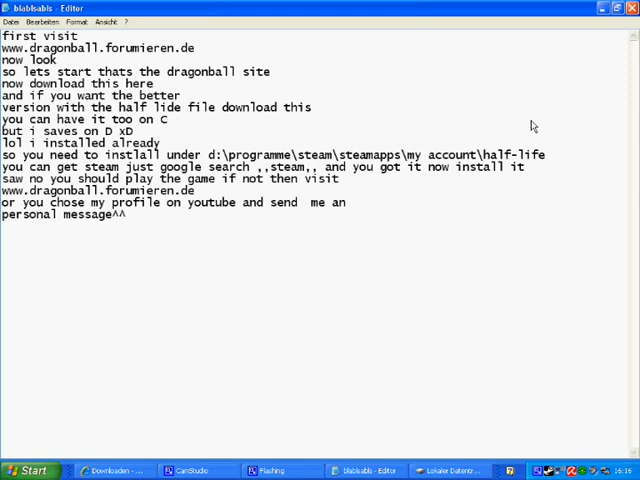 blablsabls - Editor
Datei Bearbeiten Format Ansicht ?
first visit
www.dragonball.forumieren.de
now look
so lets start thats the dragonball site
now download this here
and if you want the better
version with the half lide file download this
you can have it too on C
but i saves on D xD
lol i installed already
so you need to instlall under d:\programme\steam\steamapps\my account\half-life
you can get steam just google search ,,steam,, and you got it now install it
saw no you should play the game if not then visit
www.dragonball.forumieren.de
or you chose my profile on youtube and send  me an
personal message^^
Start Downloaden - ... CamStudio Flashing blablsabls - Editor Lokaler Datentr... ? 16:16